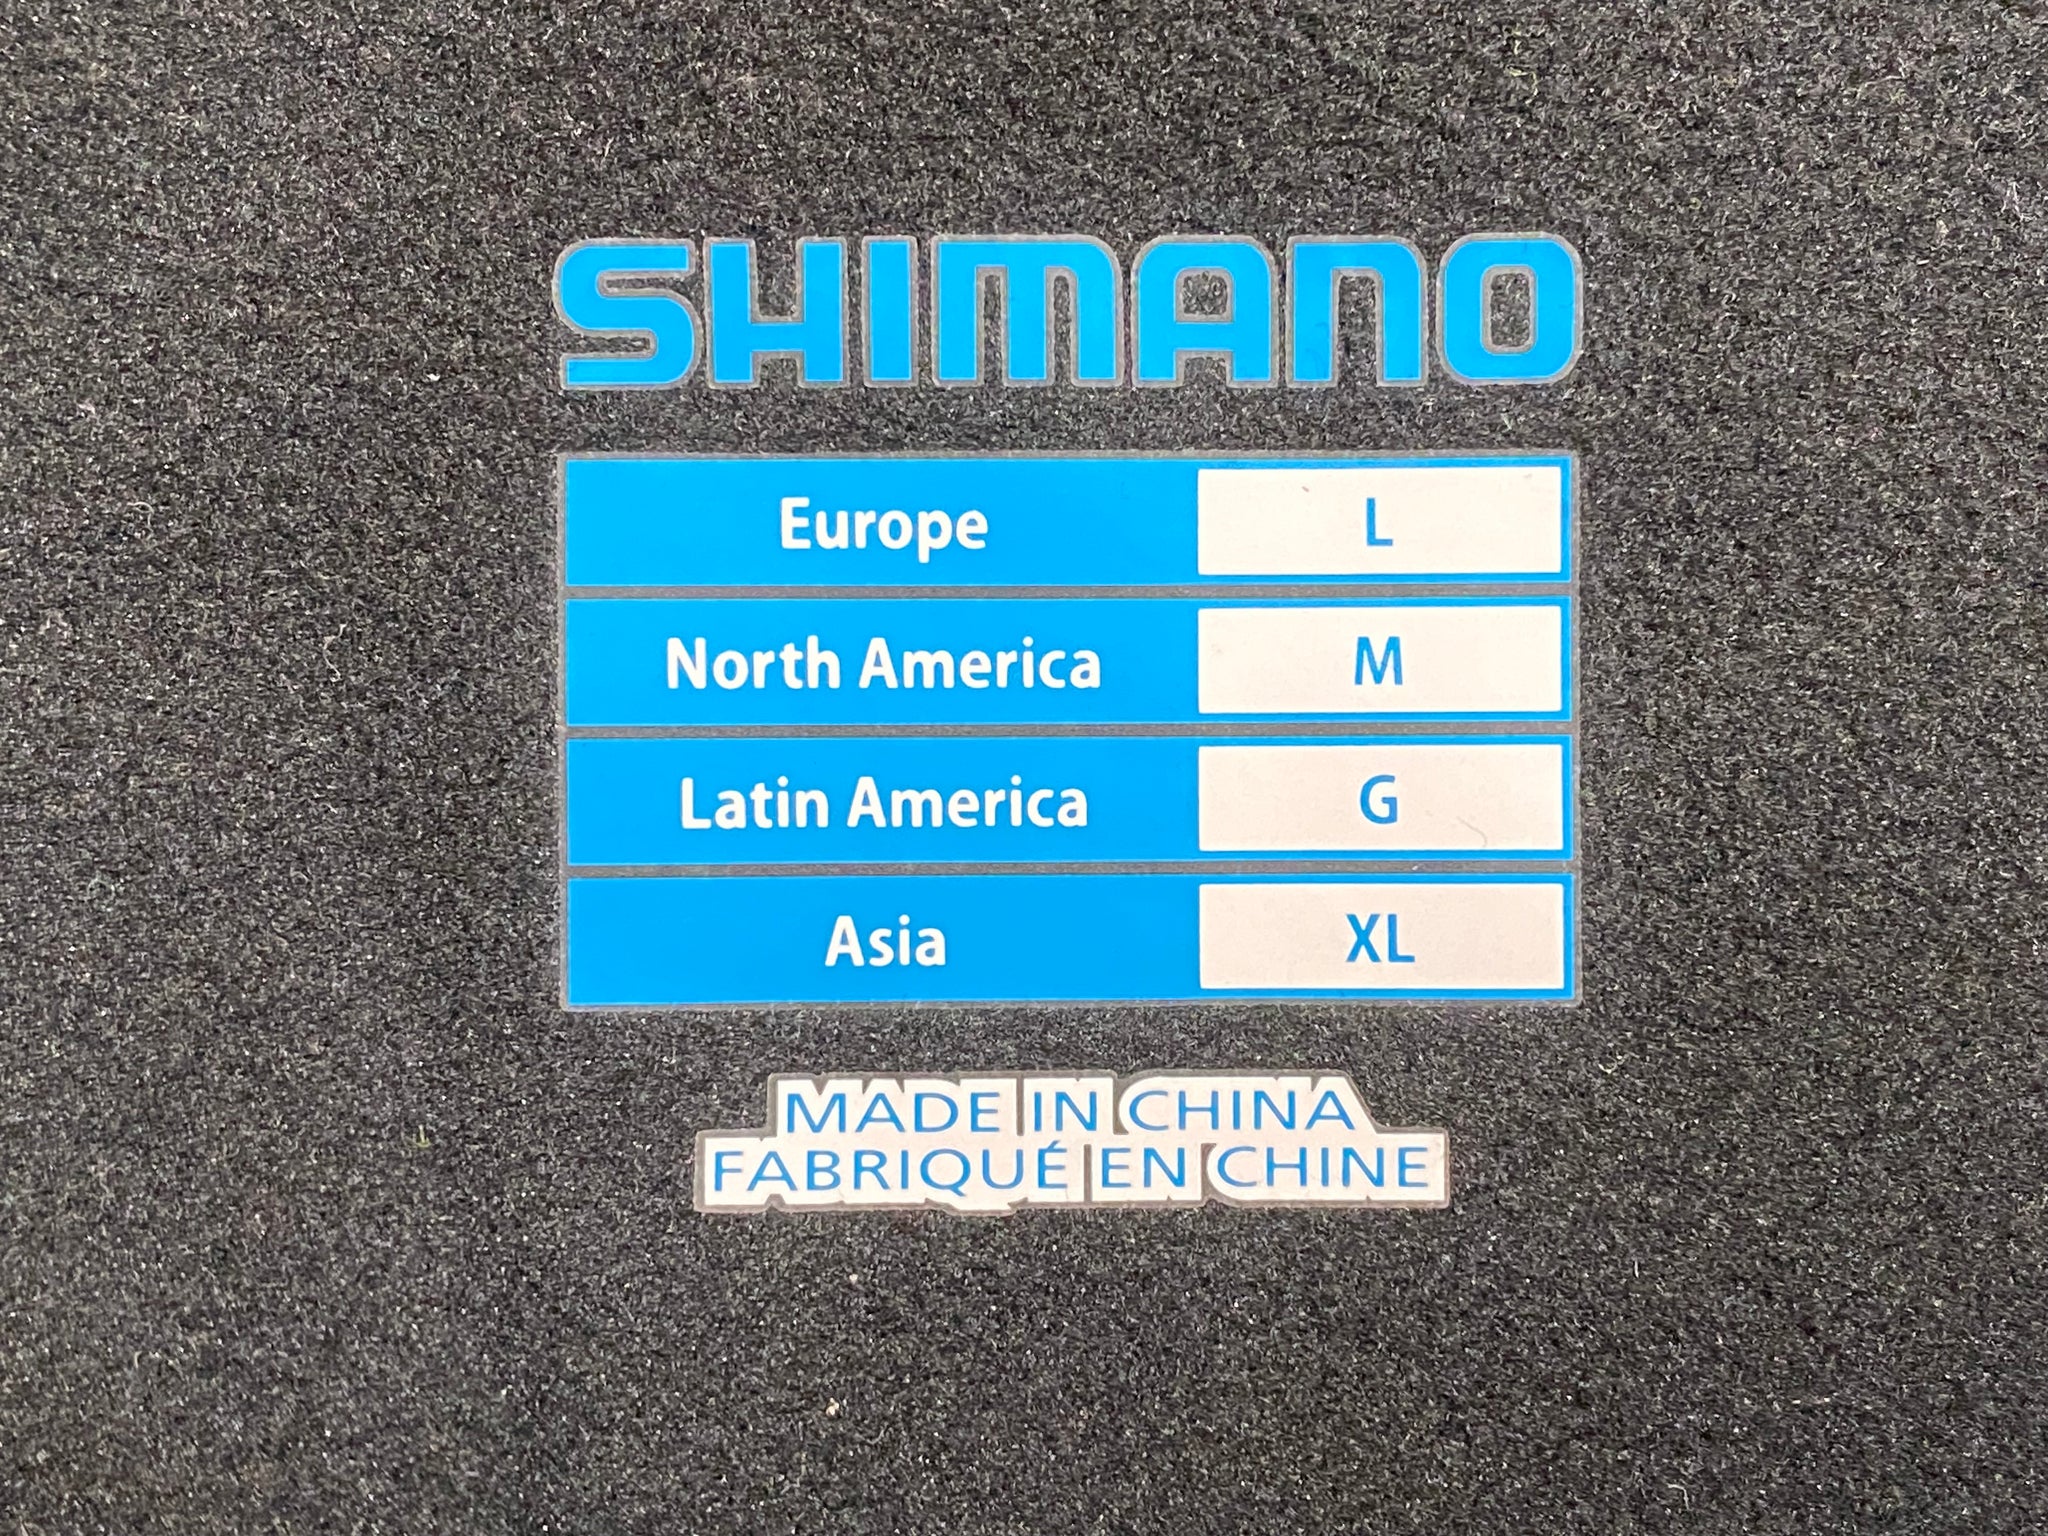 SHIMANO
Europe L
North America M
Latin America G
Asia XL
MADE IN CHINA
FABRIQUÉ EN CHINE